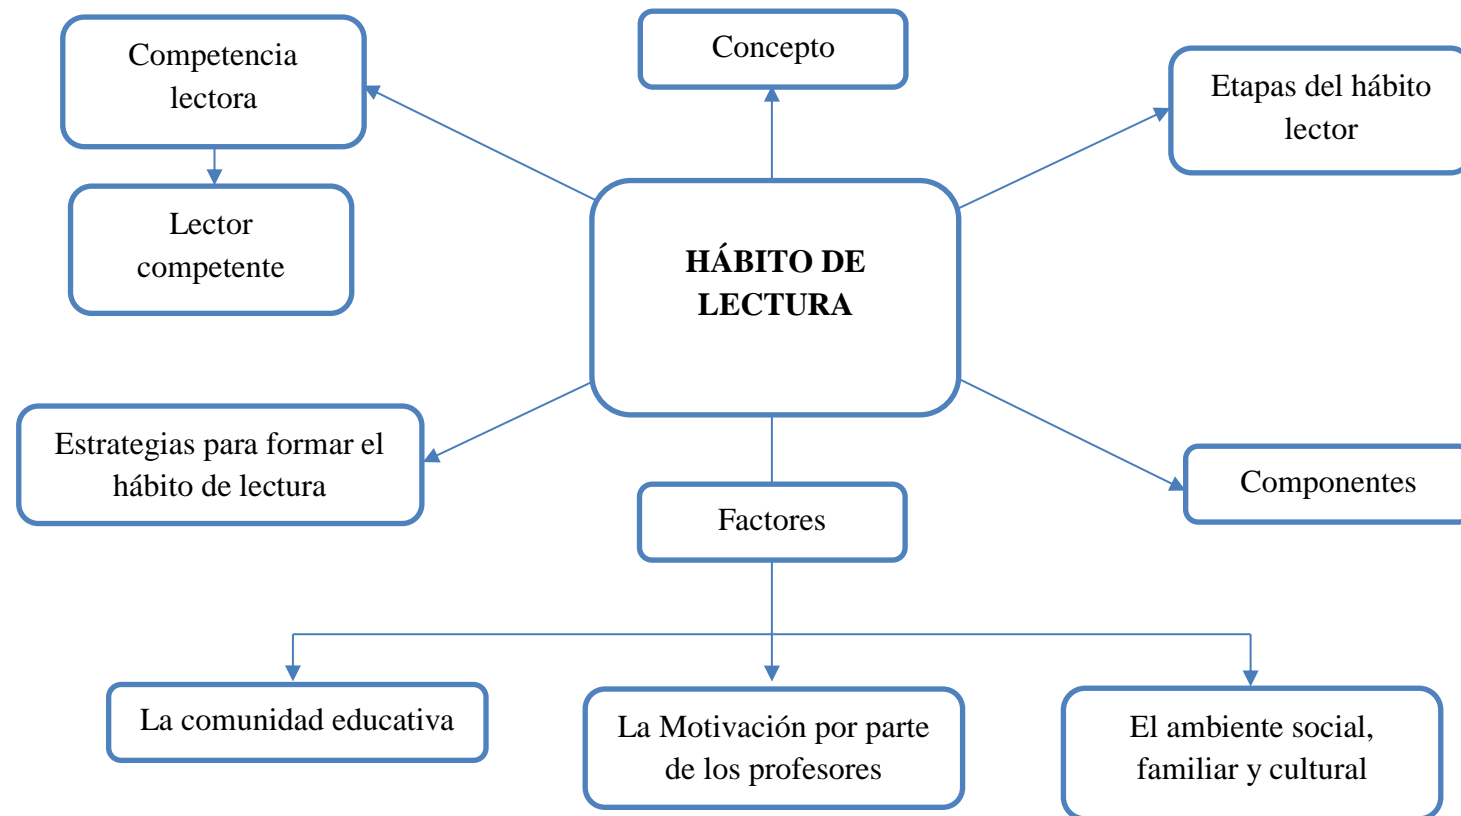 Competencia
lectora
Concepto
Etapas del hábito
lector
Lector
competente
HÁBITO DE
LECTURA
Estrategias para formar el
hábito de lectura
Factores
Componentes
La comunidad educativa
La Motivación por parte
de los profesores
El ambiente social,
familiar y cultural